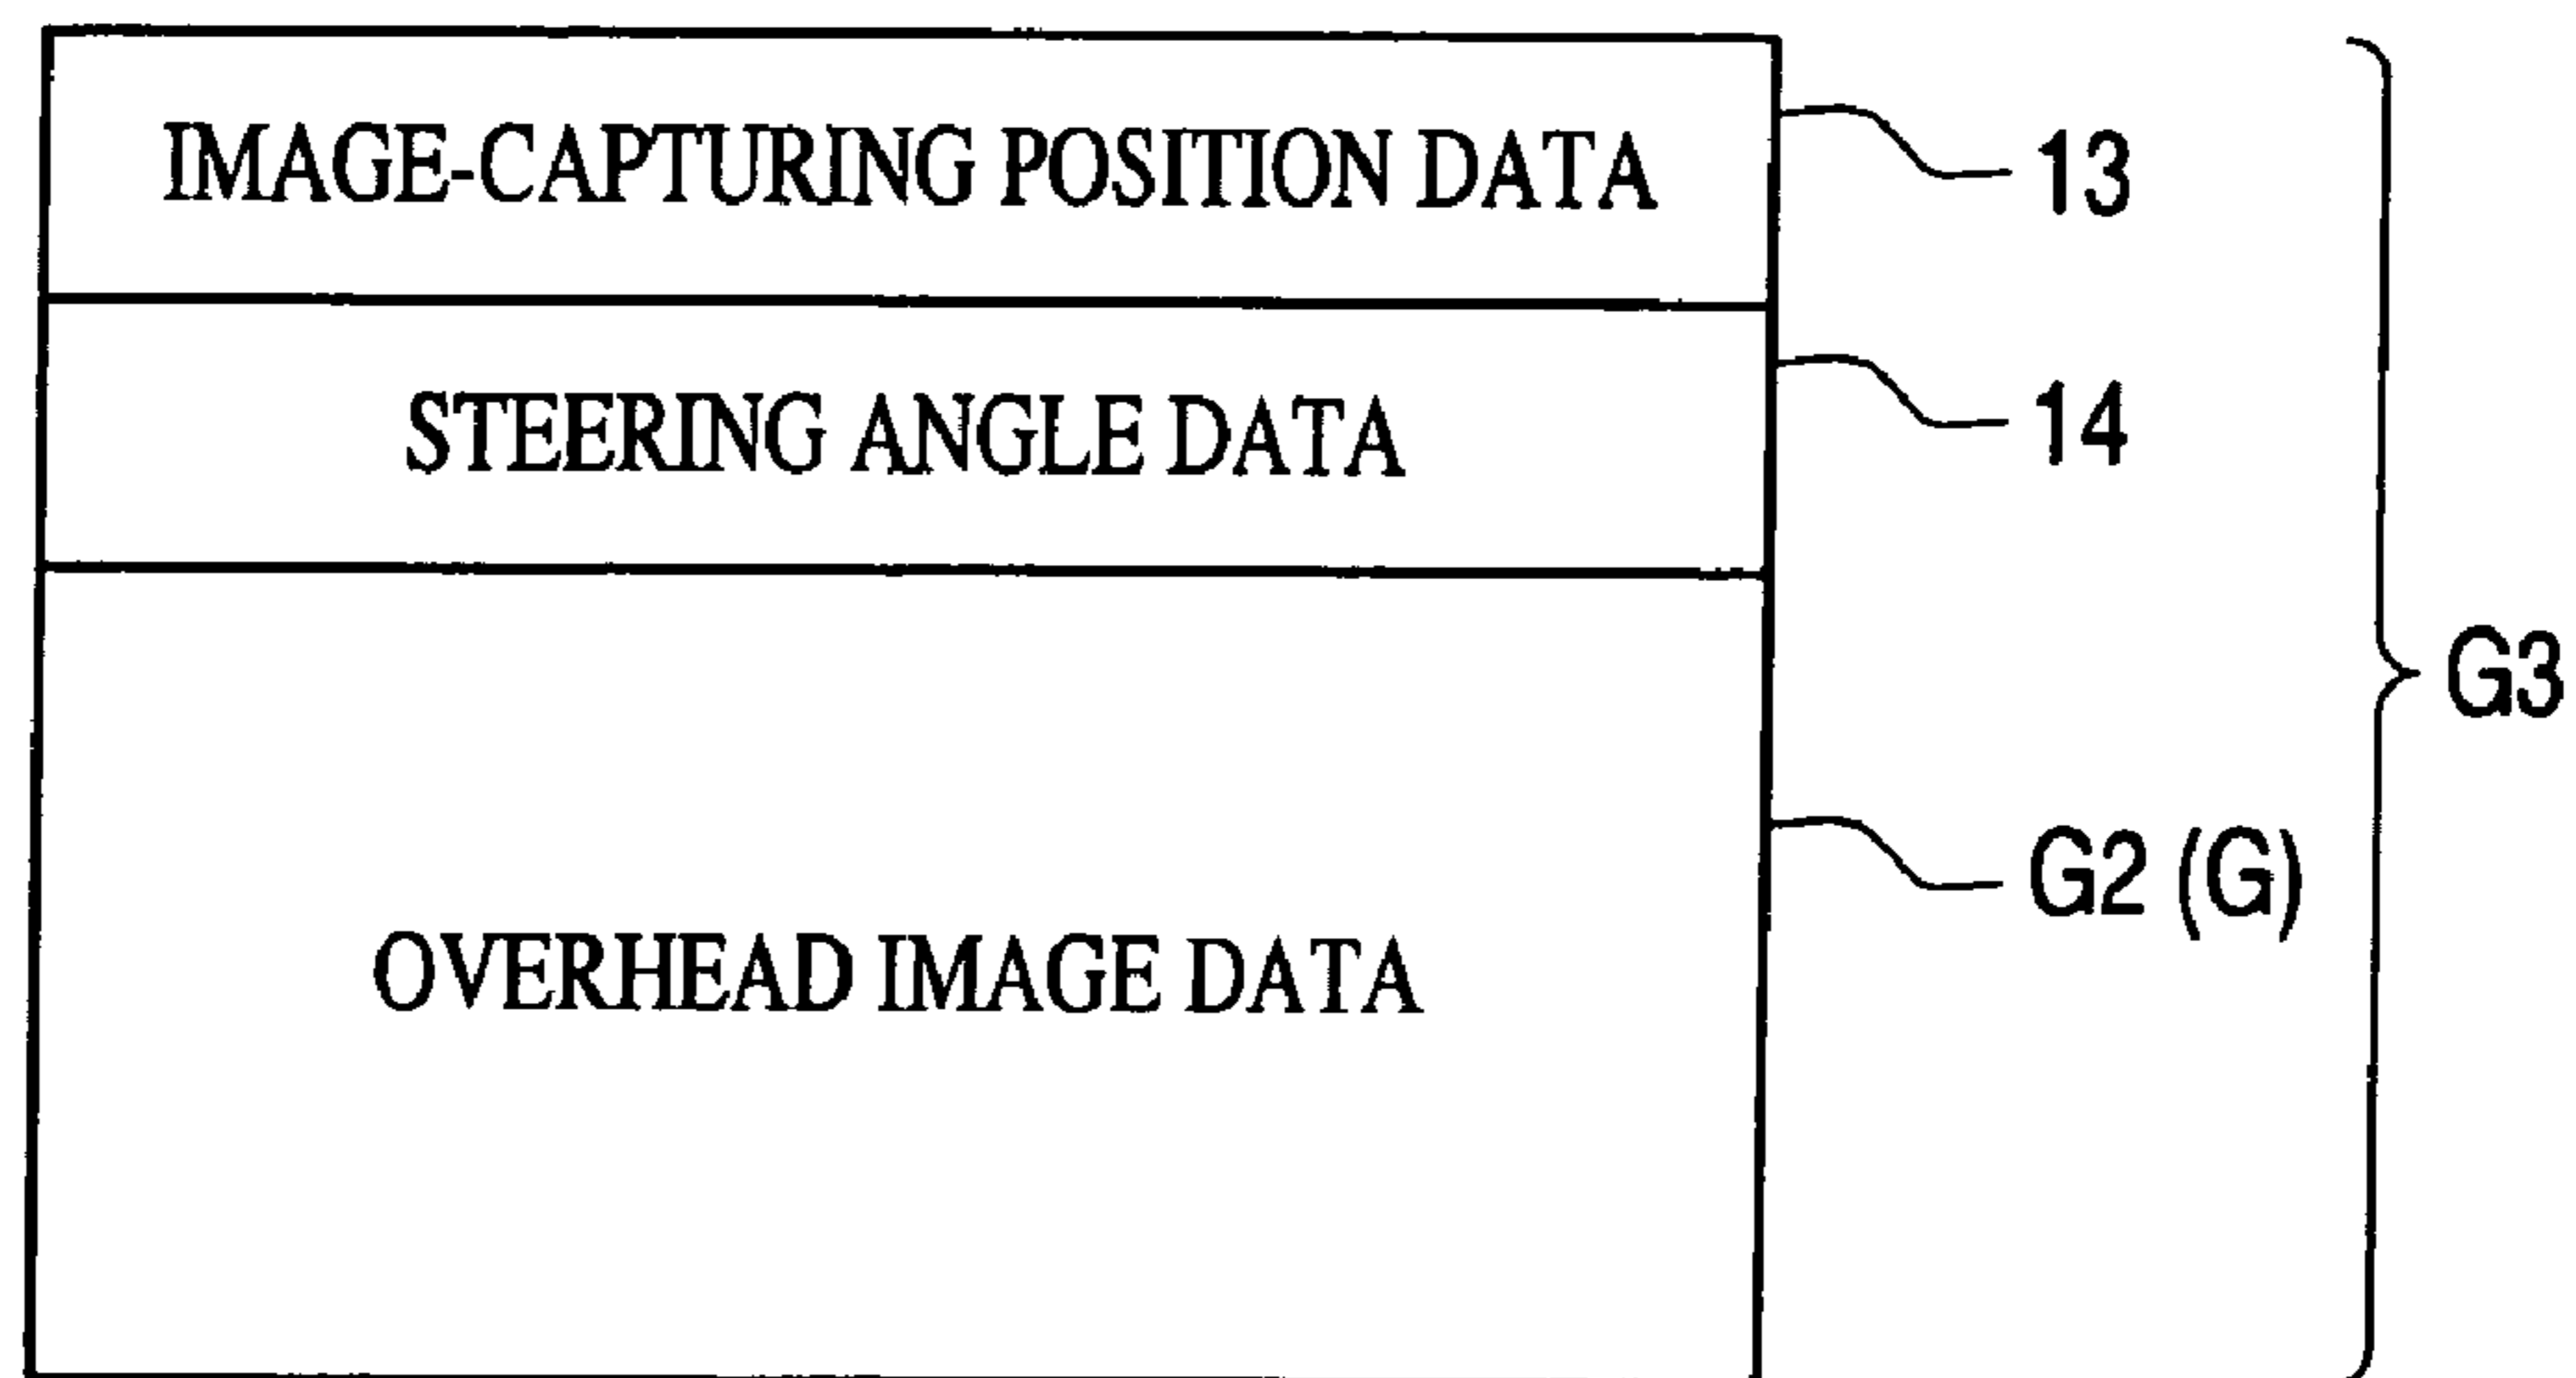 IMAGE-CAPTURING POSITION DATA
13
STEERING ANGLE DATA
14
G3
G2 (G)
OVERHEAD IMAGE DATA